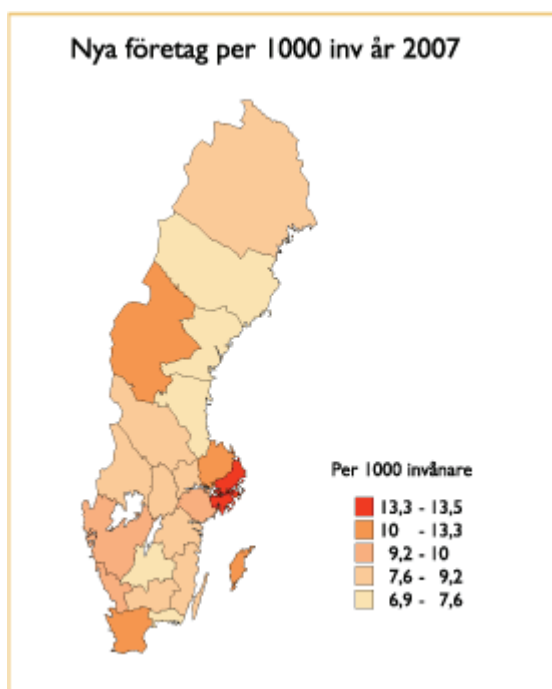 Nya företag per 1000 inv år 2007
Per 1000 invånare
13,3 - 13,5
10 - 13,3
9,2 - 10
7,6 - 9,2
6,9 - 7,6